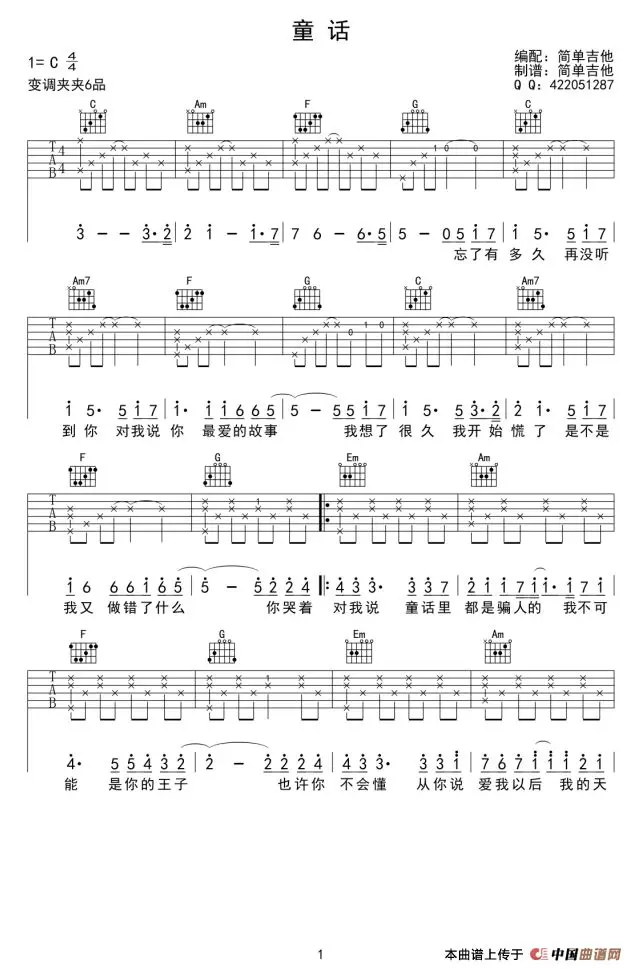 童 话
1= C 4/4
编配：简单吉他
制谱：简单吉他
变调夹夹6品
Q Q：422051287
C Am F G C
T A B 4 4 1 0 0
3 - - 3· 2 | 2 1 - 1· 7 | 7 6 - 6· 5 | 5 - 0 5 1 7 | 1 5· 5 1 7
忘了有 多 久 再没听
Am7 F G C Am7
0 1 0
1 5· 5 1 7 | 1· 1 1 6 6 5 | 5 - 5 5 1 7 | 1 5· 5 3· 2 | 2 1· 5 1 7
到 你 对我说 你 最爱的故事 我想了 很 久 我开始 慌 了 是不是
F G Em Am
T A B 1
1 6 6 6 1 6 5 | 5 - 5 2 2 4 |: 4 3 3· 3 3 4 | 2 1 1 7 1 1· 1 7 1
我 又 做错了什么 你哭着 对我说 童话里 都是骗人的 我不可
F G Em Am
1
4· 5 5 4 3 2 | 2 - 2 2 2 4 | 4 3 3· 3 3 1 | 7 6 7 1 1 1 2 1
能 是你的王子 也许你 不会懂 从你说 爱我以后 我的天
1
本曲谱上传于 中国曲谱网